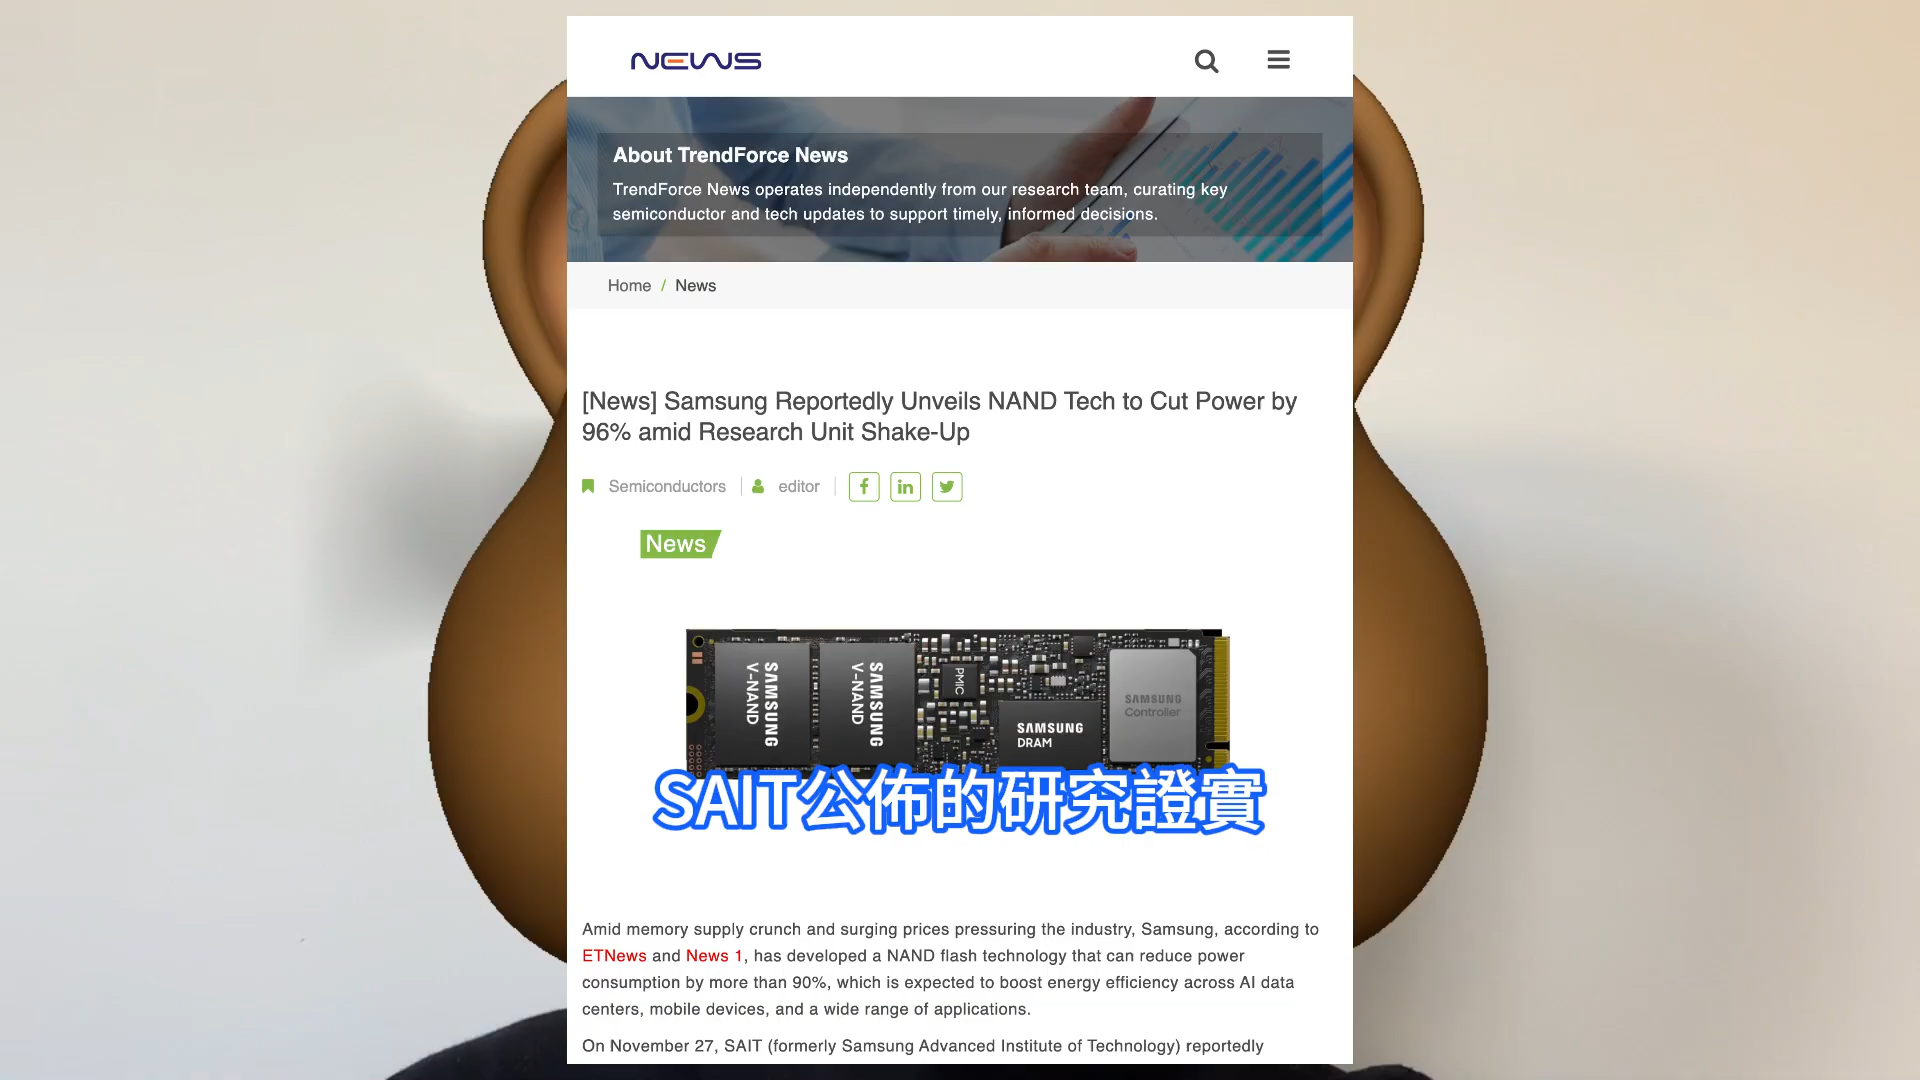 NEWS
About TrendForce News
TrendForce News operates independently from our research team, curating key
semiconductor and tech updates to support timely, informed decisions.
Home / News
[News] Samsung Reportedly Unveils NAND Tech to Cut Power by
96% amid Research Unit Shake-Up
Semiconductors
editor
News
SAMSUNG
V-NAND
SAMSUNG
V-NAND
PMIC
SAMSUNG
DRAM
SAMSUNG
Controller
SAIT公佈的研究證實
Amid memory supply crunch and surging prices pressuring the industry, Samsung, according to
ETNews and News 1, has developed a NAND flash technology that can reduce power
consumption by more than 90%, which is expected to boost energy efficiency across AI data
centers, mobile devices, and a wide range of applications.
On November 27, SAIT (formerly Samsung Advanced Institute of Technology) reportedly